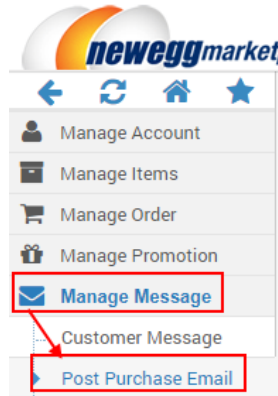 neweggmarket
Manage Account
Manage Items
Manage Order
Manage Promotion
Manage Message
Customer Message
Post Purchase Email